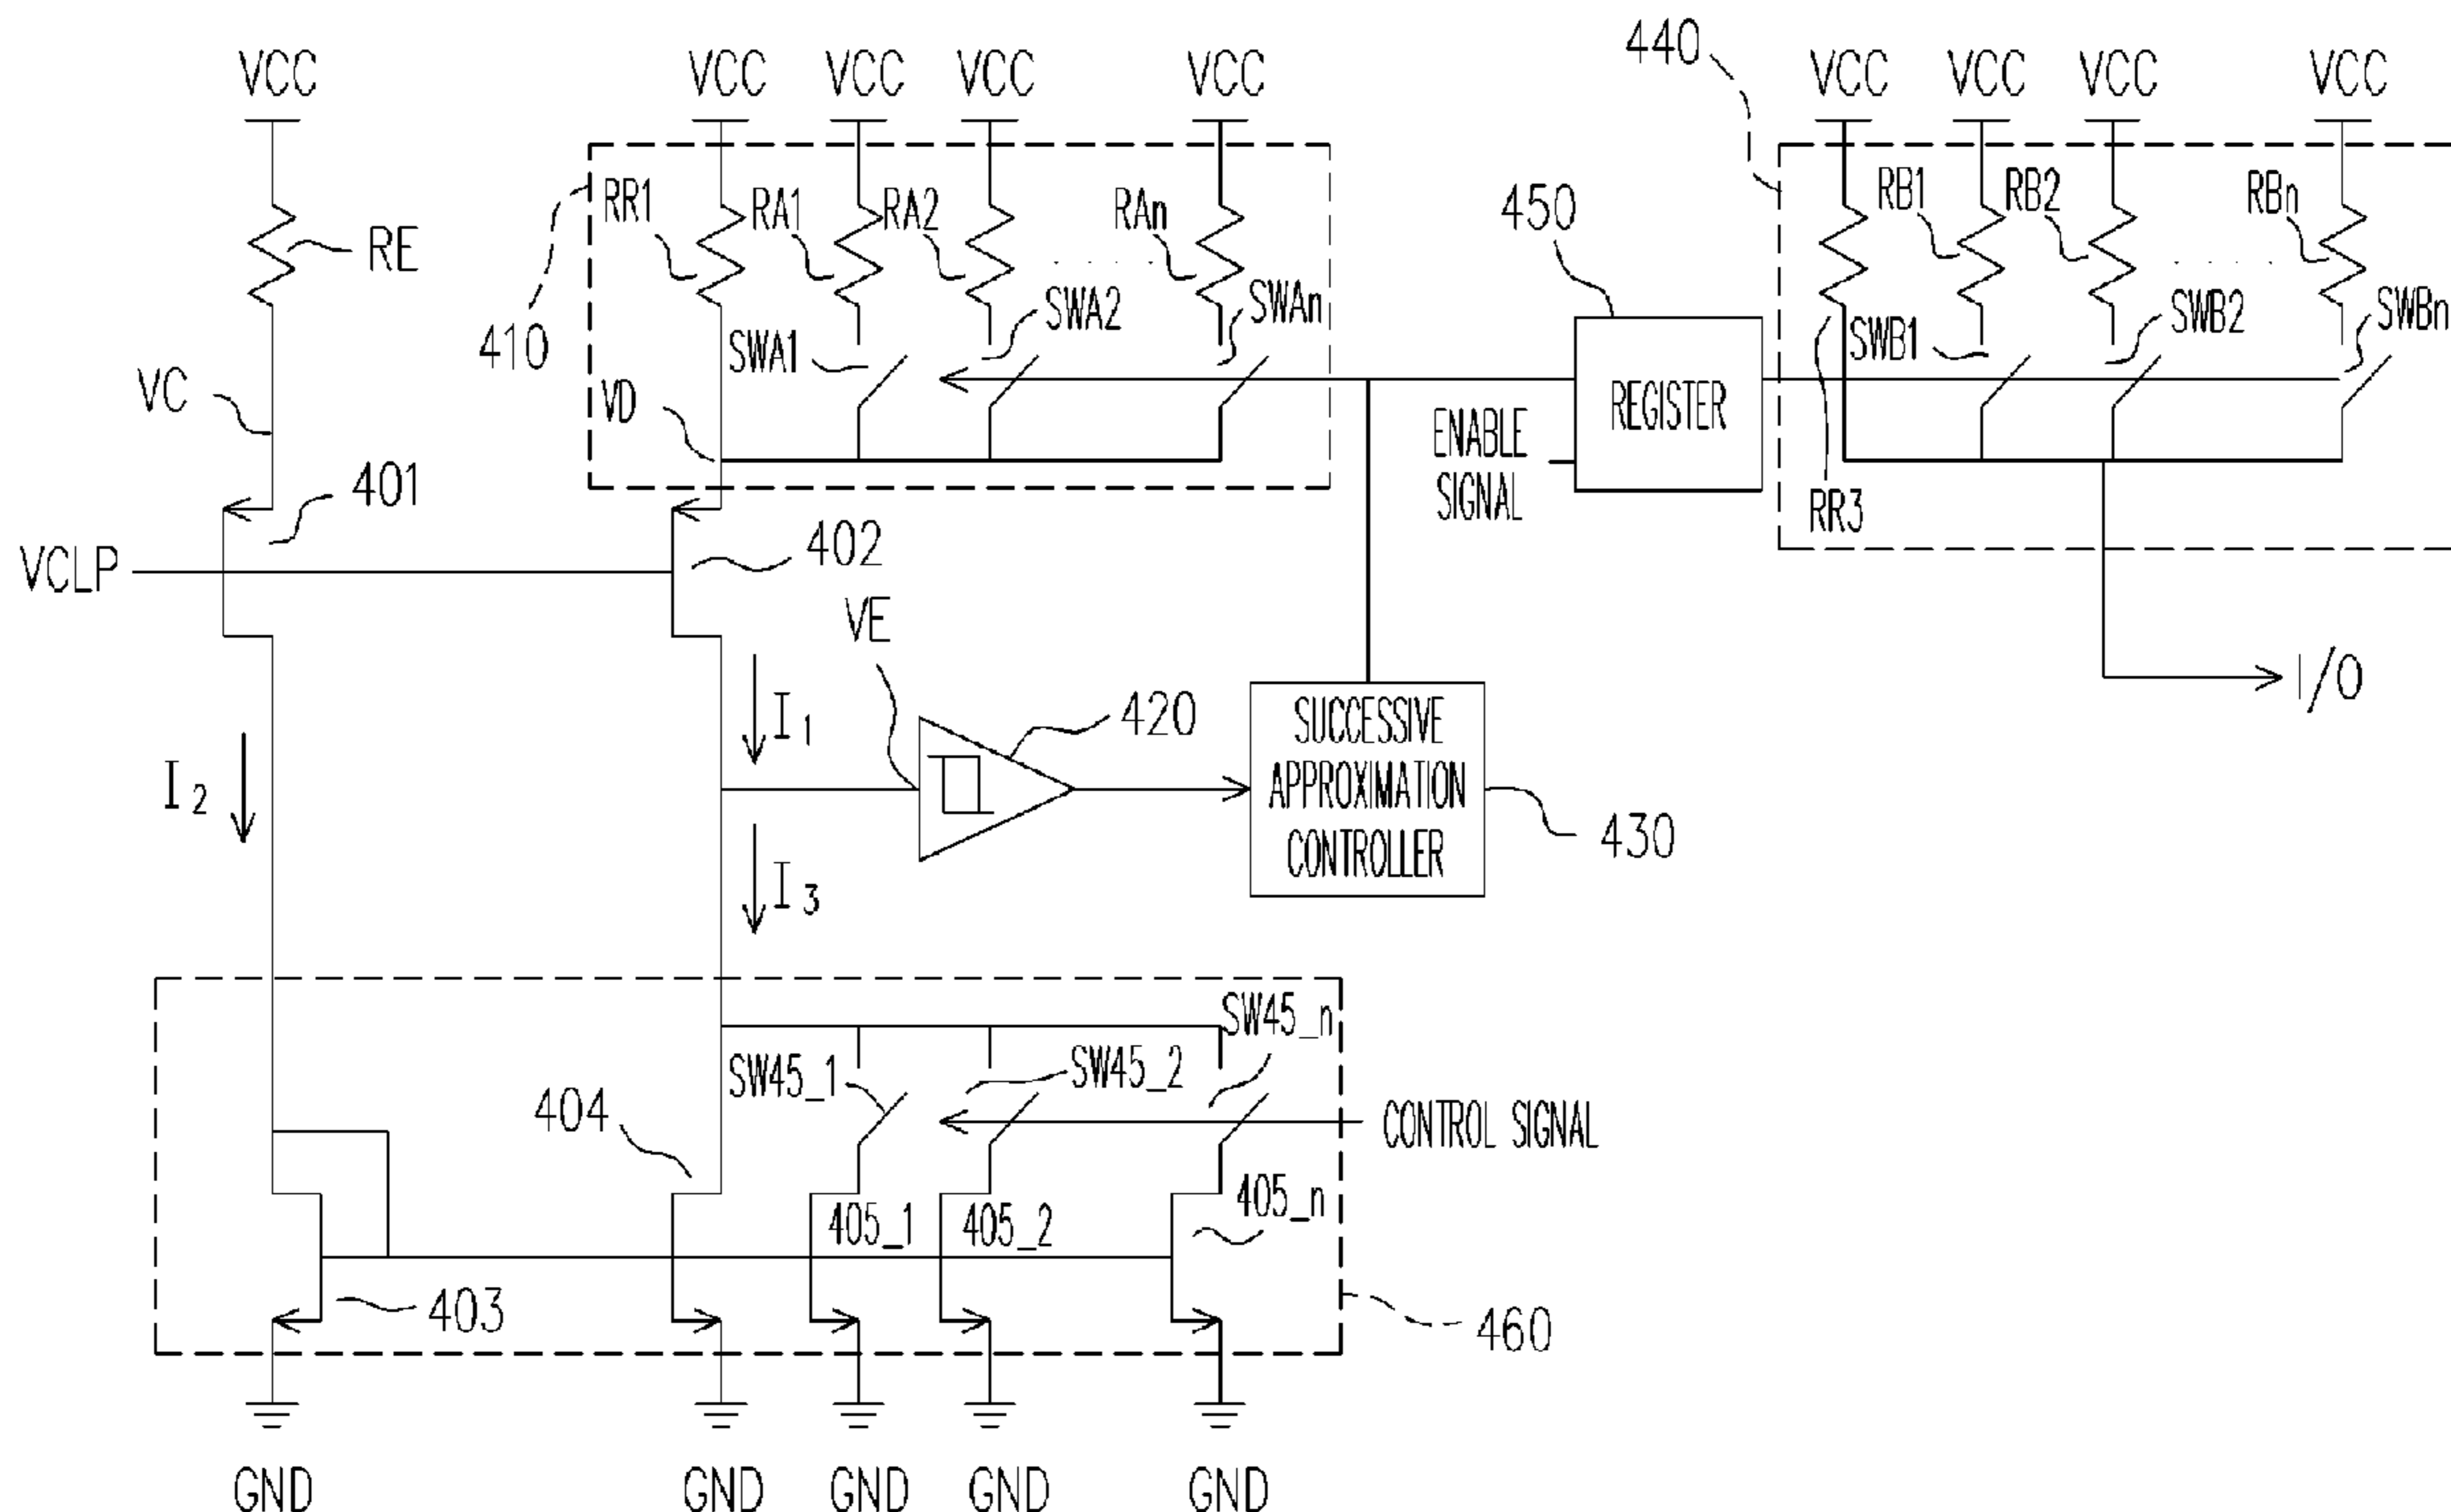 VCC
VCC
VCC
VCC
VCC
440
VCC
VCC
VCC
VCC
RE
RR1
RA1
RA2
RAn
450
RB1
RB2
RBn
410
SWA1
SWA2
SWAn
SWB1
SWB2
SWBn
VC
VD
REGISTER
ENABLE
SIGNAL
RR3
401
402
VCLP
VE
I1
420
SUCCESSIVE
APPROXIMATION
CONTROLLER
I/O
I2
430
I3
SW45_n
SW45_1
SW45_2
404
CONTROL SIGNAL
405_1
405_2
405_n
403
460
GND
GND
GND
GND
GND